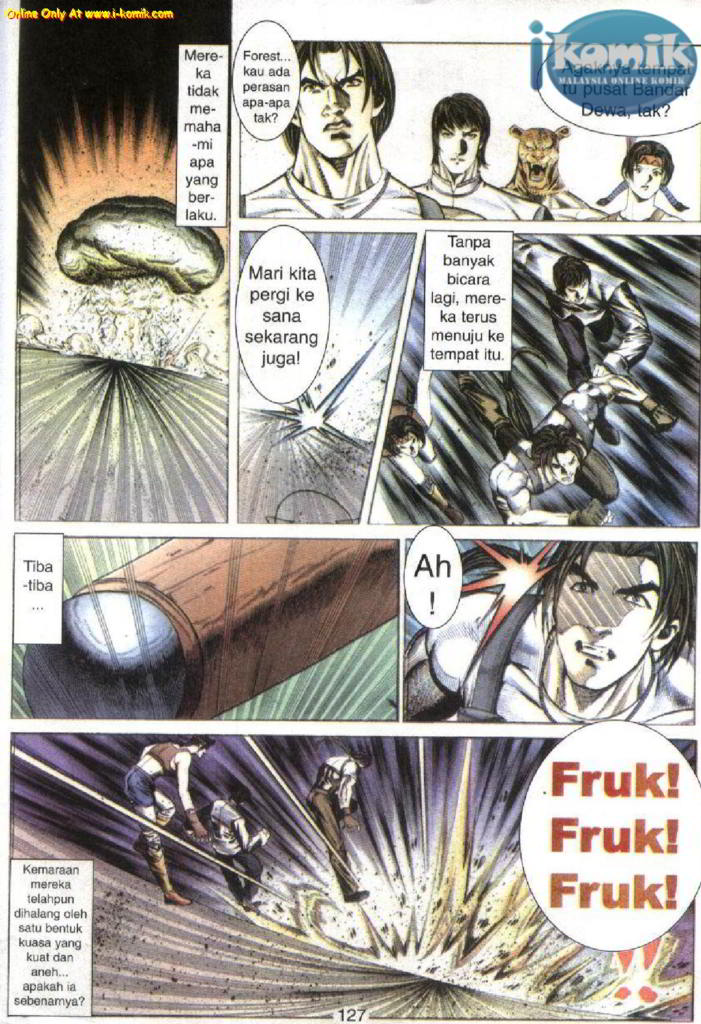 Online Only At www.i-komik.com
Mere-
ka
tidak
me-
maha
-mi
apa
yang
ber-
laku.
Forest...
kau ada
perasan
apa-apa
tak?
ikomik
MALAYSIA ONLINE KOMIK
Agaknya tempat
tu pusat Bandar
Dewa, tak?
Mari kita
pergi ke
sana
sekarang
juga!
Tanpa
banyak
bicara
lagi, mere-
ka terus
menuju ke
tempat itu.
Tiba
-tiba
...
Ah
!
Fruk!
Fruk!
Fruk!
!!
Kemaraan
mereka
telahpun
dihalang oleh
satu bentuk
kuasa yang
kuat dan
aneh...
apakah ia
sebenarnya?
127